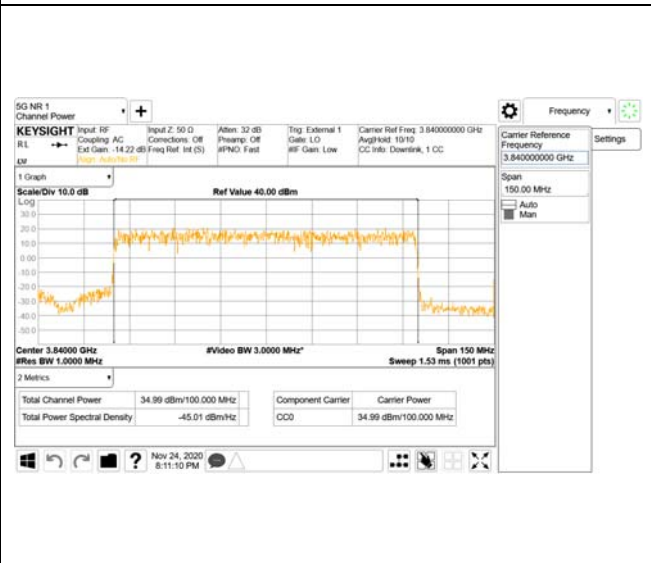 5G NR 1
Channel Power
+
Frequency
KEYSIGHT Input: RF Input Z: 50 Ω Atten: 32 dB Trig: External 1 Carrier Ref Freq: 3.840000000 GHz
RL Coupling: AC Corrections: Off Preamp: Off Gate: LO Avg|Hold: 10/10
Ext Gain: -14.22 dB Freq Ref: Int (S) #PNO: Fast #IF Gain: Low CC Info: Downlink, 1 CC
Align: Auto/No RF
Carrier Reference
Frequency
3.840000000 GHz
Settings
Span
150.00 MHz
Auto
Man
1 Graph
Scale/Div 10.0 dB Ref Value 40.00 dBm
Log
30.0
20.0
10.0
0.00
-10.0
-20.0
-30.0
-40.0
-50.0
Center 3.84000 GHz #Video BW 3.0000 MHz* Span 150 MHz
#Res BW 1.0000 MHz Sweep 1.53 ms (1001 pts)
2 Metrics
Total Channel Power 34.99 dBm/100.000 MHz Component Carrier Carrier Power
Total Power Spectral Density -45.01 dBm/Hz CC0 34.99 dBm/100.000 MHz
? Nov 24, 2020
8:11:10 PM